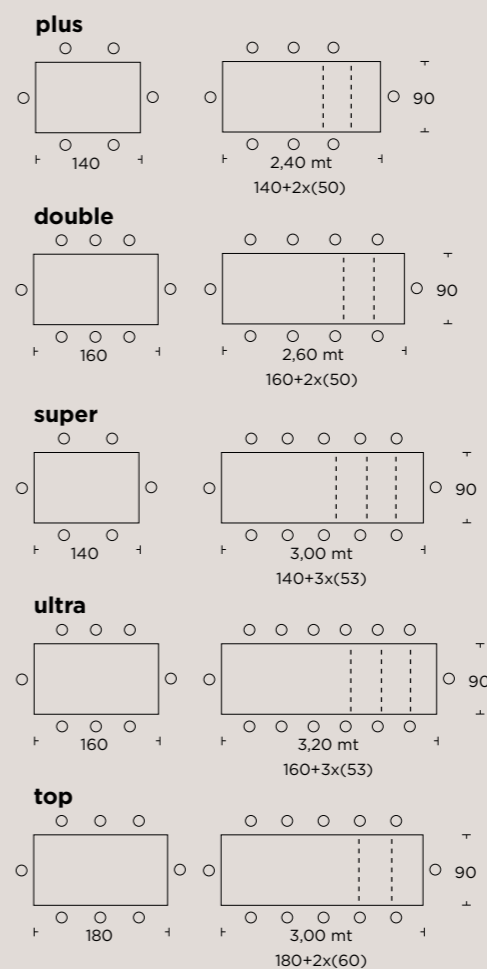 plus
90
140
2,40 mt
140+2x(50)
double
90
160
2,60 mt
160+2x(50)
super
90
140
3,00 mt
140+3x(53)
ultra
90
160
3,20 mt
160+3x(53)
top
90
180
3,00 mt
180+2x(60)